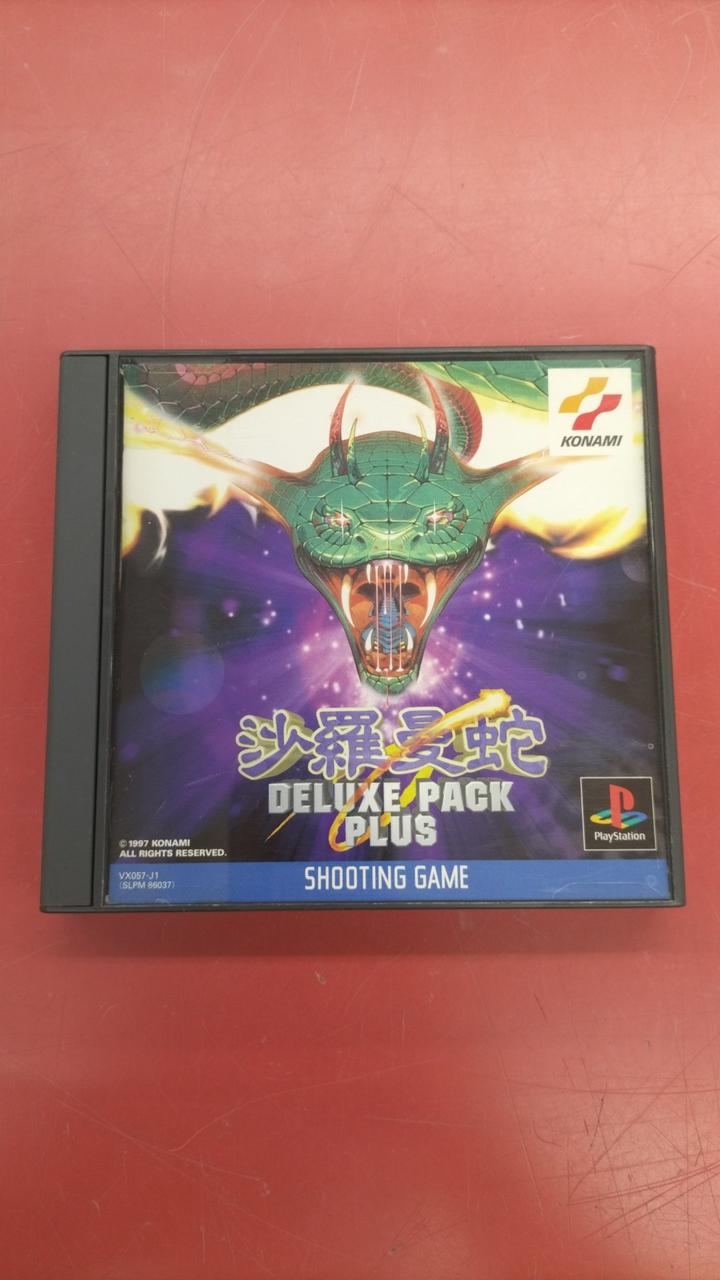 KONAMI
沙羅曼蛇
DELUXE PACK
PLUS
PlayStation
© 1997 KONAMI
ALL RIGHTS RESERVED.
VX057-J1
(SLPM 86037)
SHOOTING GAME